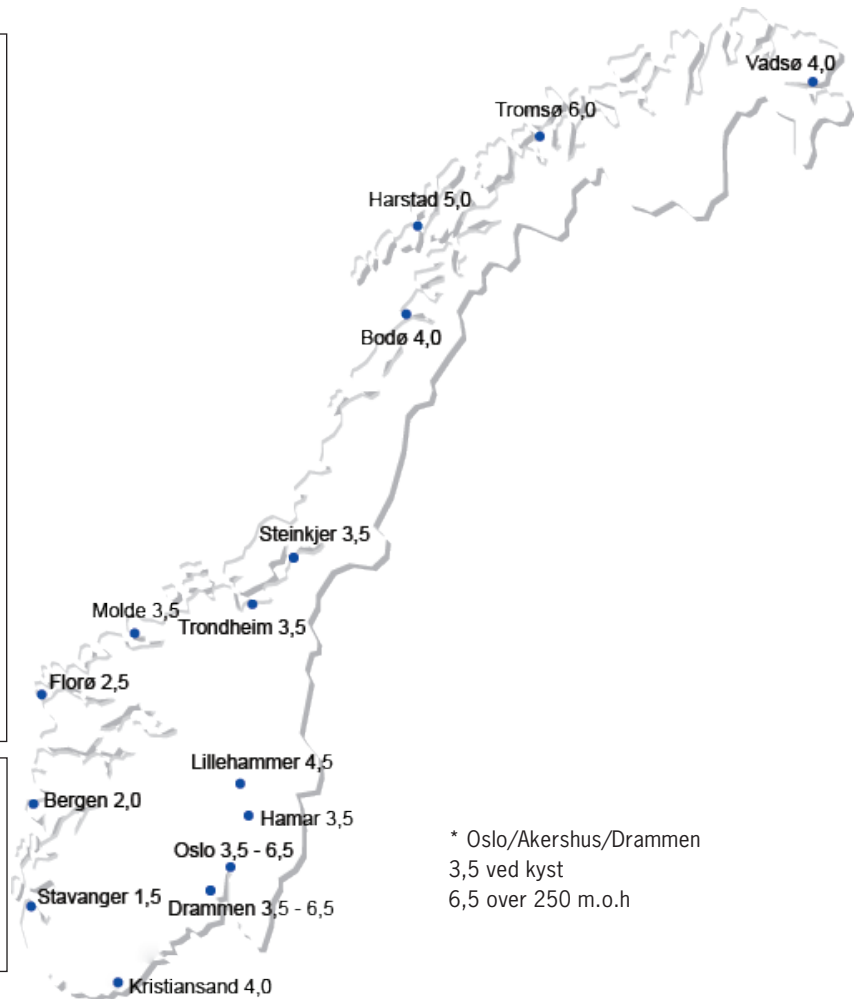 Vadsø 4,0
Tromsø 6,0
Harstad 5,0
Bodø 4,0
Steinkjer 3,5
Molde 3,5
Trondheim 3,5
Florø 2,5
Lillehammer 4,5
Bergen 2,0
Hamar 3,5
Oslo 3,5 - 6,5
Stavanger 1,5
Drammen 3,5 - 6,5
Kristiansand 4,0
* Oslo/Akershus/Drammen
3,5 ved kyst
6,5 over 250 m.o.h